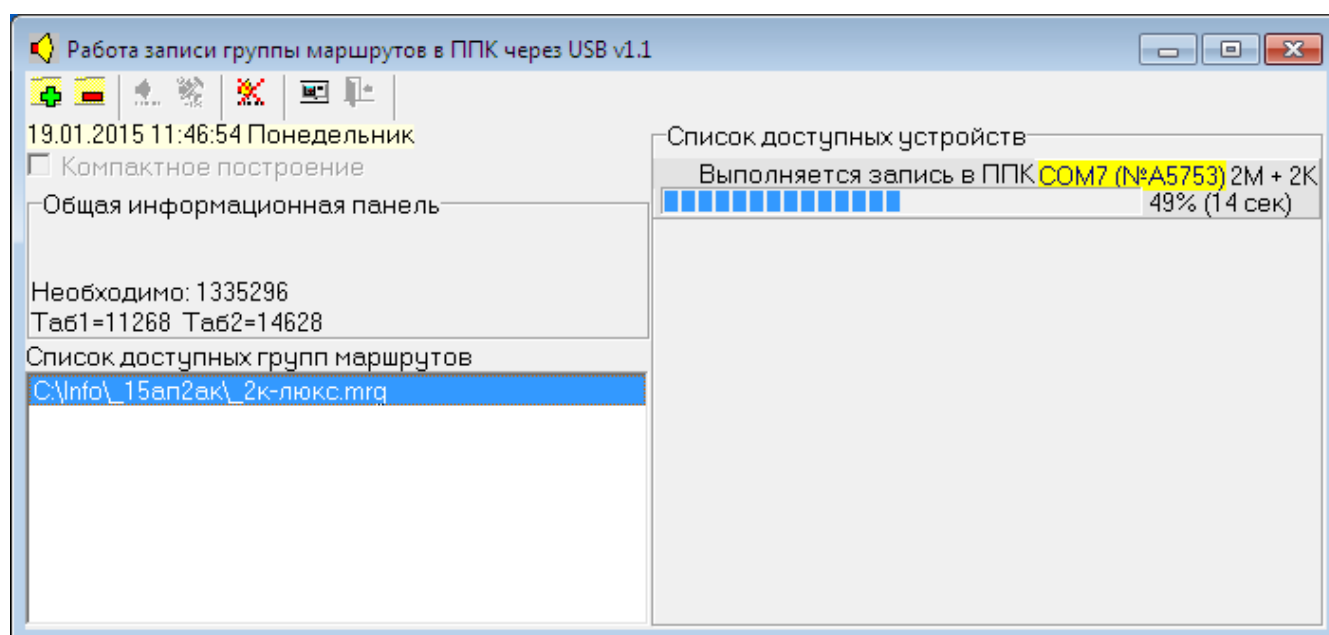 Работа записи группы маршрутов в ППК через USB v1.1
19.01.2015 11:46:54 Понедельник
Компактное построение
Общая информационная панель
Необходимо: 1335296
Таб1=11268 Таб2=14628
Список доступных групп маршрутов
C:\Info\_15ап2ак\_2к-люкс.mrg
Список доступных устройств
Выполняется запись в ППК COM7 (№A5753) 2M + 2K
49% (14 сек)